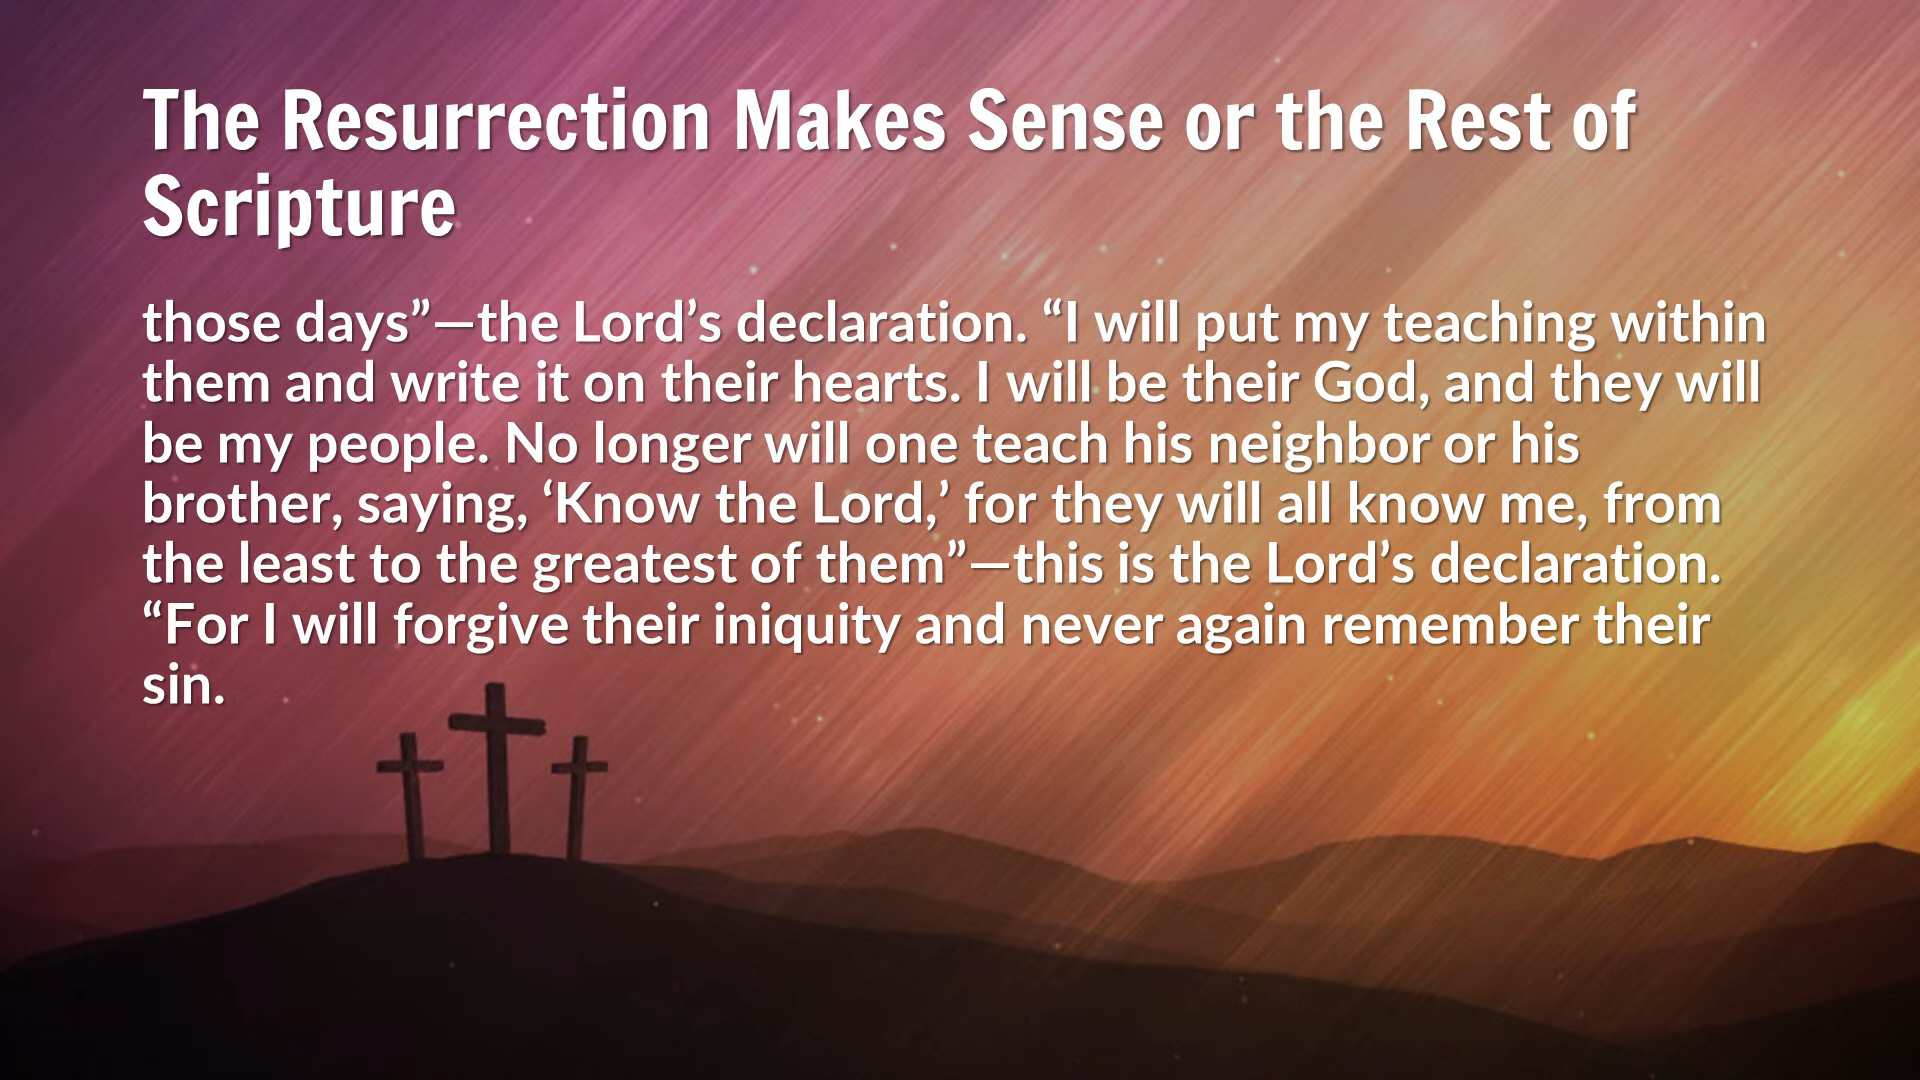 The Resurrection Makes Sense or the Rest of
Scripture
those days”—the Lord’s declaration. “I will put my teaching within
them and write it on their hearts. I will be their God, and they will
be my people. No longer will one teach his neighbor or his
brother, saying, ‘Know the Lord,’ for they will all know me, from
the least to the greatest of them”—this is the Lord’s declaration.
“For I will forgive their iniquity and never again remember their
sin.